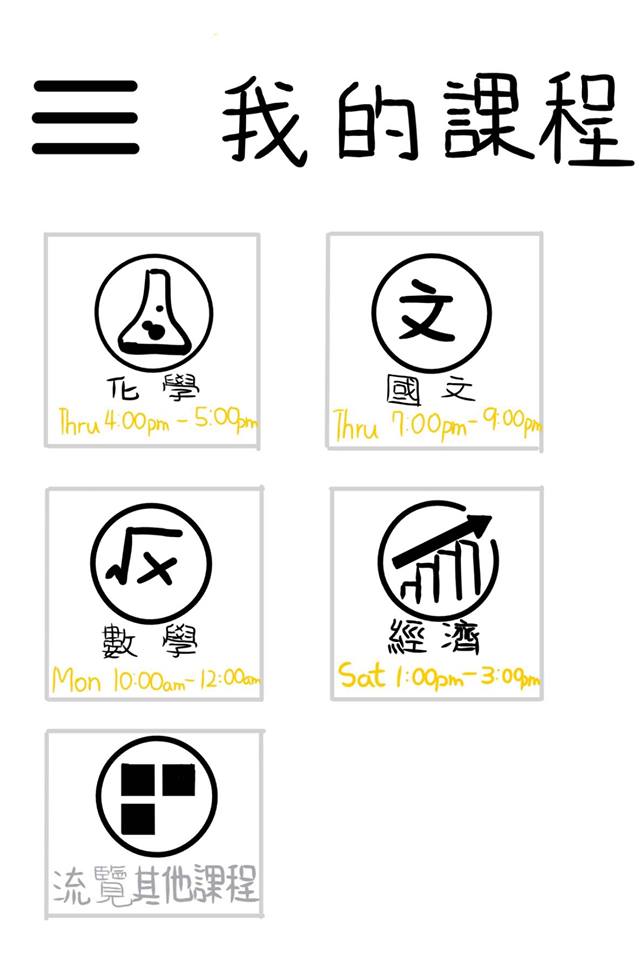 我的課程
文
化學
國文
Thru 4:00pm - 5:00pm
Thru 7:00pm - 9:00pm
√x
數學
經濟
Mon 10:00am - 12:00am
Sat 1:00pm - 3:00pm
流覽其他課程